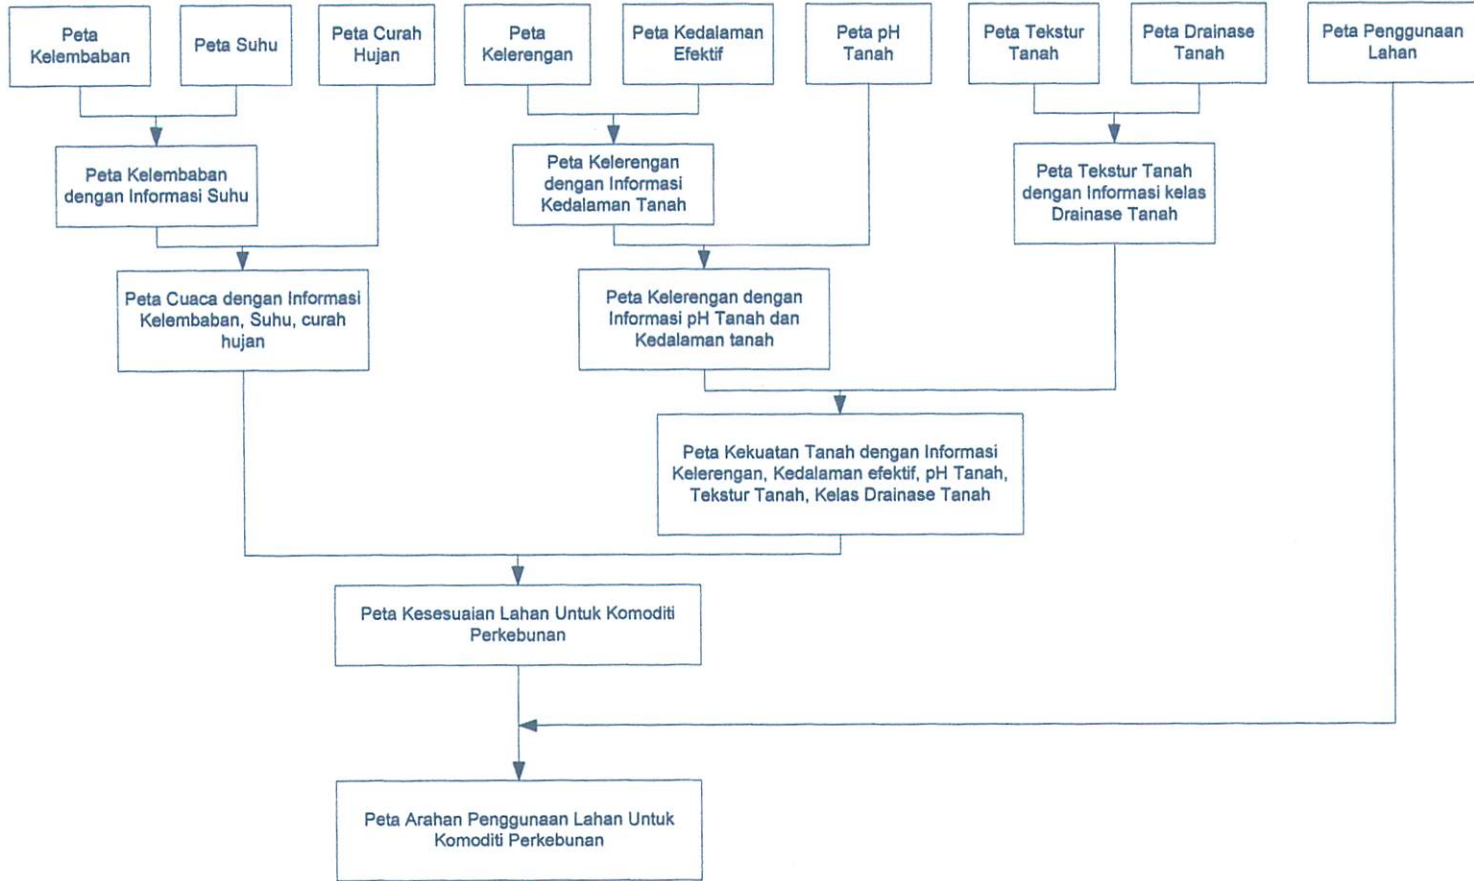 Peta
Kelembaban
Peta Suhu
Peta Curah
Hujan
Peta
Kelerengan
Peta Kedalaman
Efektif
Peta pH
Tanah
Peta Tekstur
Tanah
Peta Drainase
Tanah
Peta Penggunaan
Lahan
Peta Kelembaban
dengan Informasi Suhu
Peta Kelerengan
dengan Informasi
Kedalaman Tanah
Peta Tekstur Tanah
dengan Informasi kelas
Drainase Tanah
Peta Cuaca dengan Informasi
Kelembaban, Suhu, curah
hujan
Peta Kelerengan dengan
Informasi pH Tanah dan
Kedalaman tanah
Peta Kekuatan Tanah dengan Informasi
Kelerengan, Kedalaman efektif, pH Tanah,
Tekstur Tanah, Kelas Drainase Tanah
Peta Kesesuaian Lahan Untuk Komoditi
Perkebunan
Peta Arahan Penggunaan Lahan Untuk
Komoditi Perkebunan